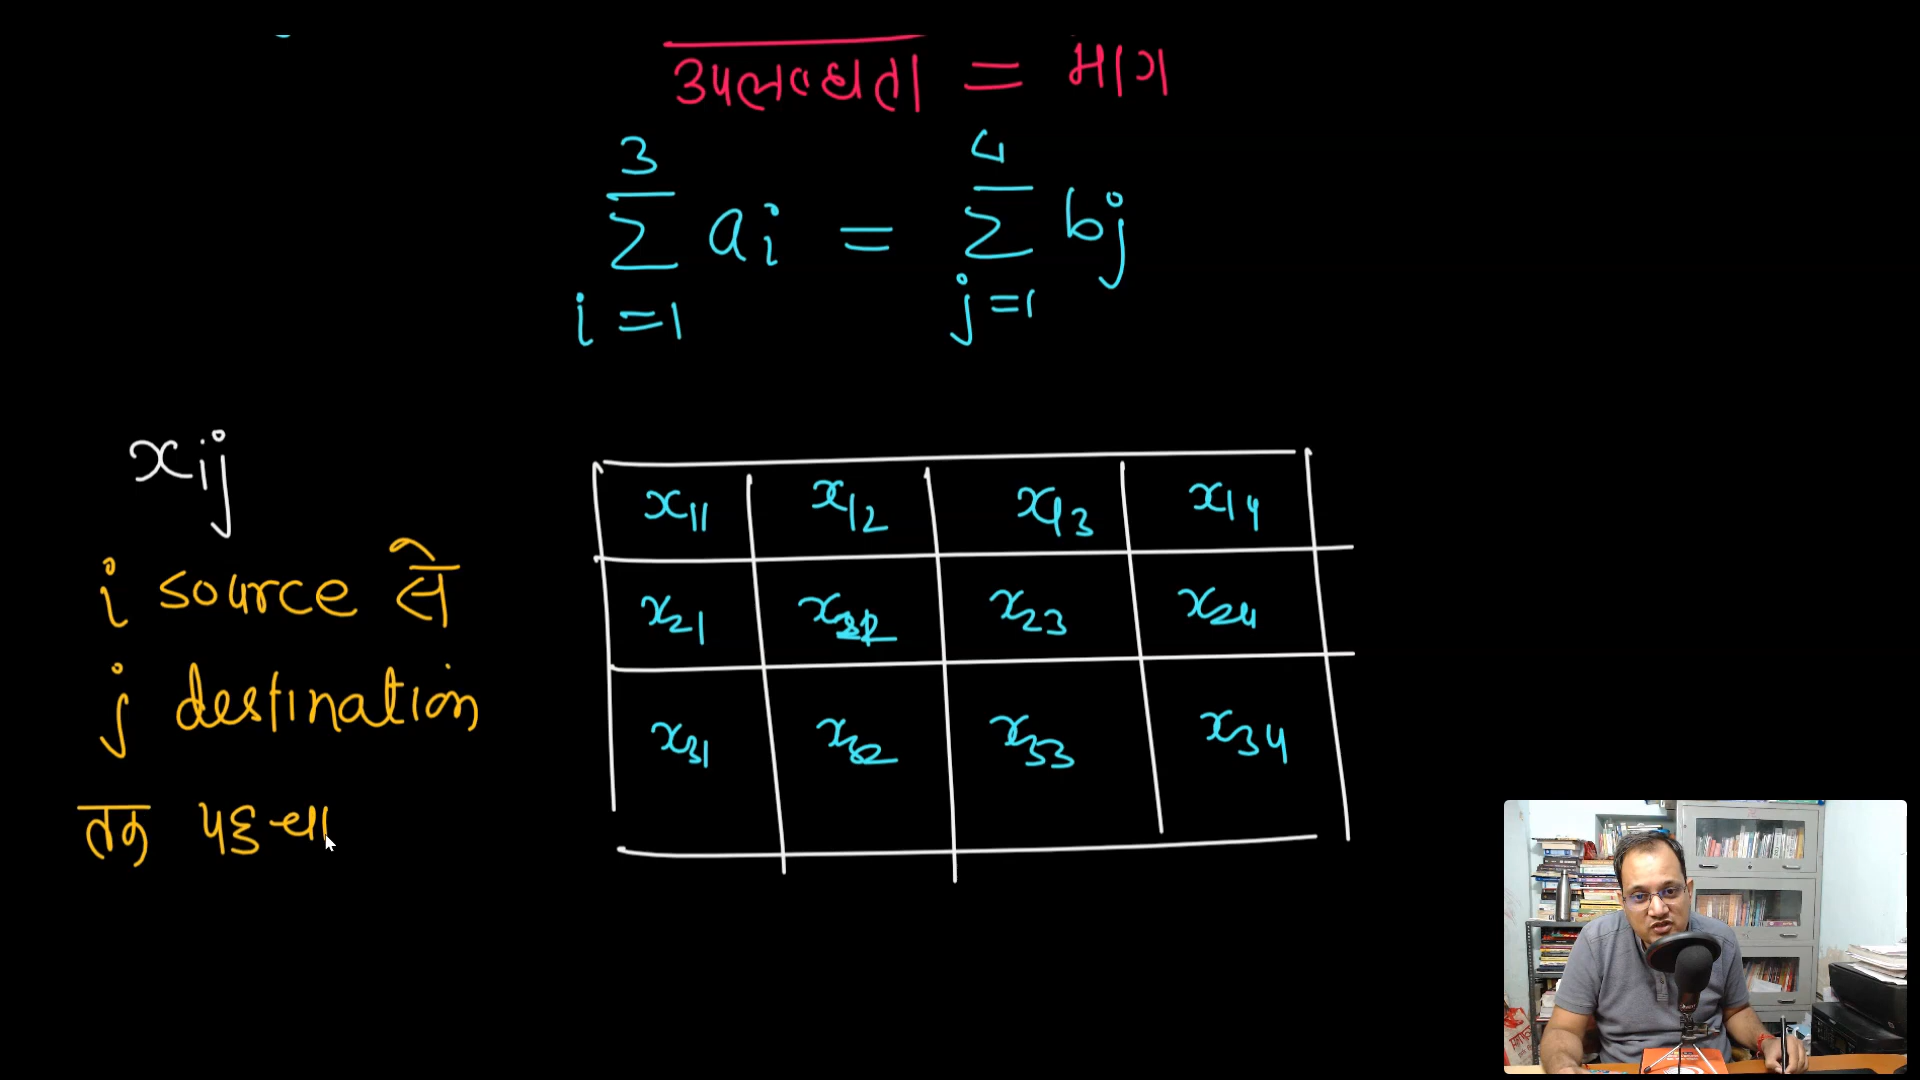 उपलब्धता = माग
3 4
∑ ai = ∑ bj
i=1 j=1
xij
i source से
j destination
तक पहुचा
x11 x12 x13 x14
x21 x23 x24
x31 x32 x33 x34